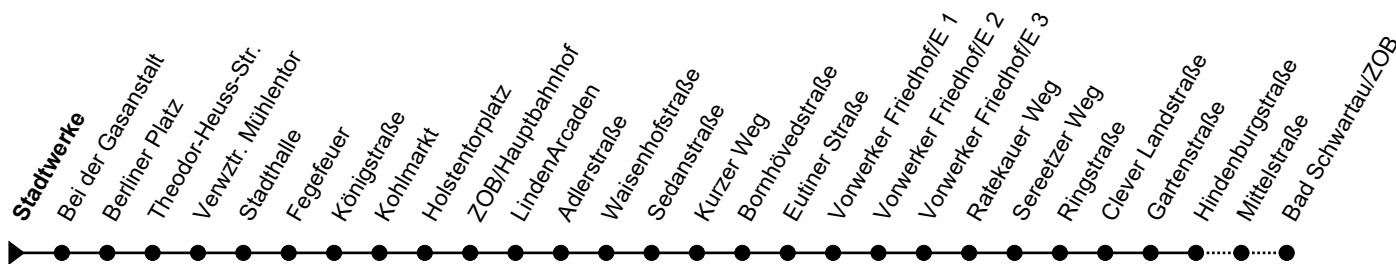 Stadtwerke
Bei der Gasanstalt
Berliner Platz
Theodor-Heuss-Str.
Verwztr. Mühlentor
Stadthalle
Fegefeuer
Königstraße
Kohlmarkt
Holstentorplatz
ZOB/Hauptbahnhof
LindenArcaden
Adlerstraße
Waisenhofstraße
Sedanstraße
Kurzer Weg
Bornhövedstraße
Eutiner Straße
Vorwerker Friedhof/E 1
Vorwerker Friedhof/E 2
Vorwerker Friedhof/E 3
Ratekauer Weg
Sereetzer Weg
Ringstraße
Clever Landstraße
Gartenstraße
Hindenburgstraße
Mittelstraße
Bad Schwartau/ZOB